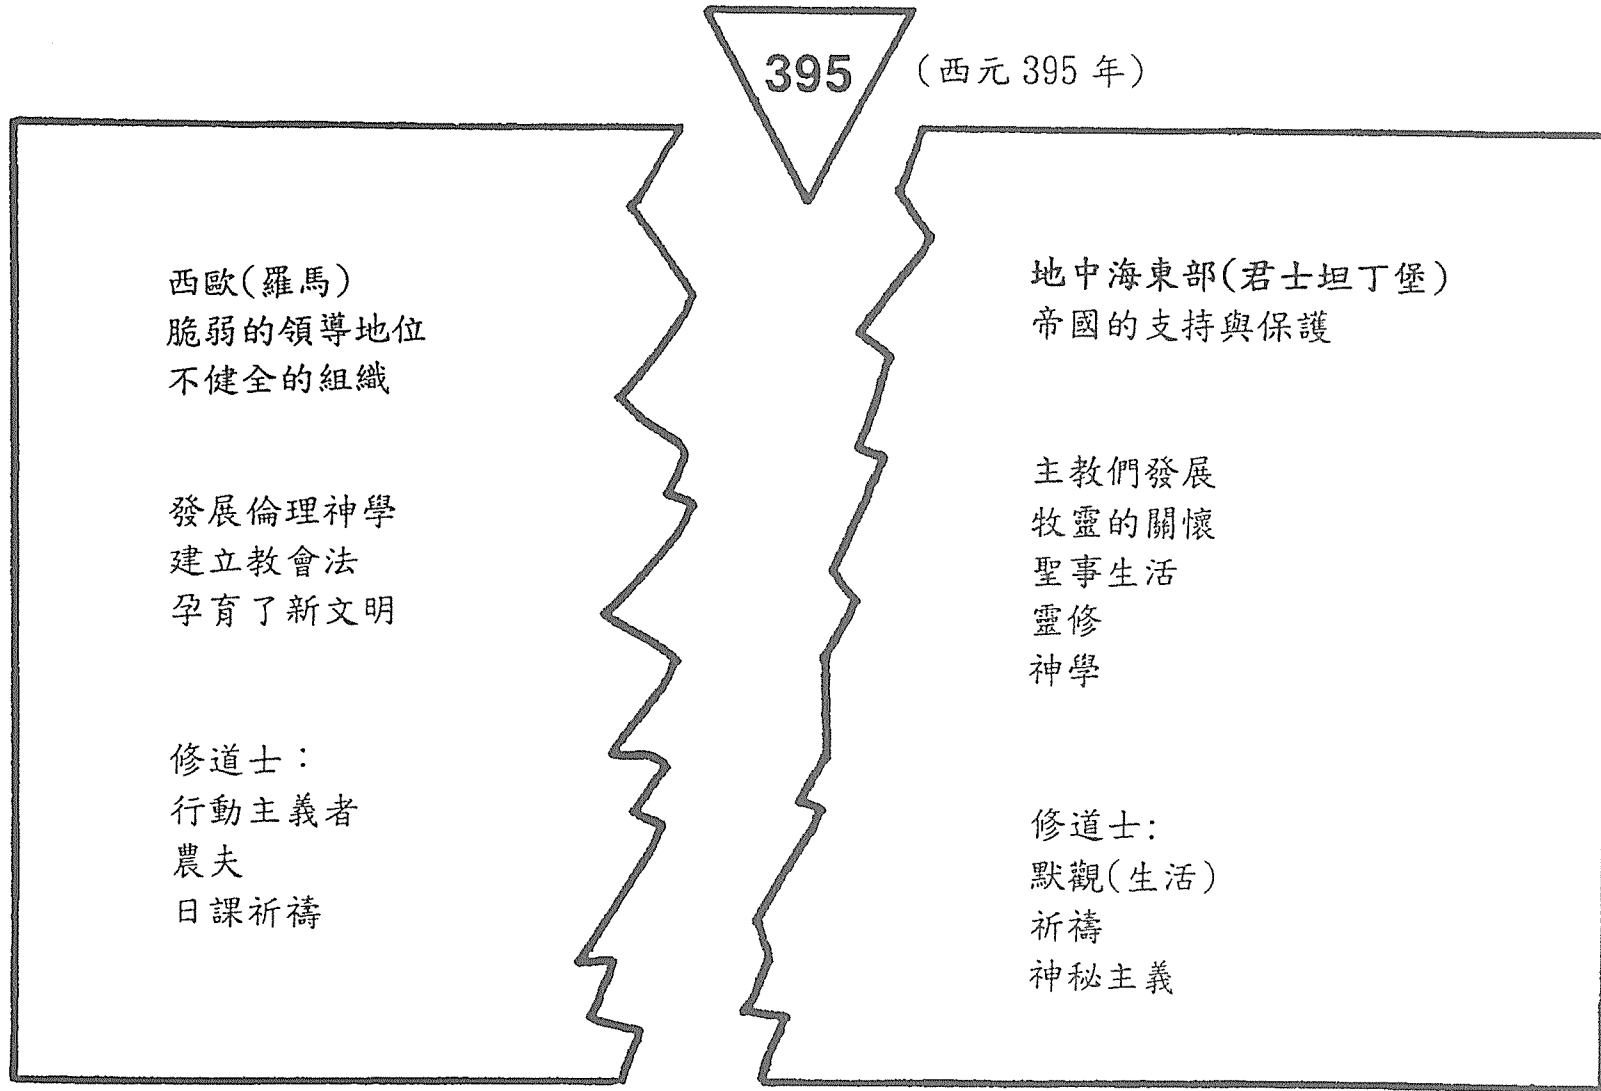 395
(西元 395 年)
西歐(羅馬)
脆弱的領導地位
不健全的組織
發展倫理神學
建立教會法
孕育了新文明
修道士：
行動主義者
農夫
日課祈禱
地中海東部(君士坦丁堡)
帝國的支持與保護
主教們發展
牧靈的關懷
聖事生活
靈修
神學
修道士:
默觀(生活)
祈禱
神秘主義